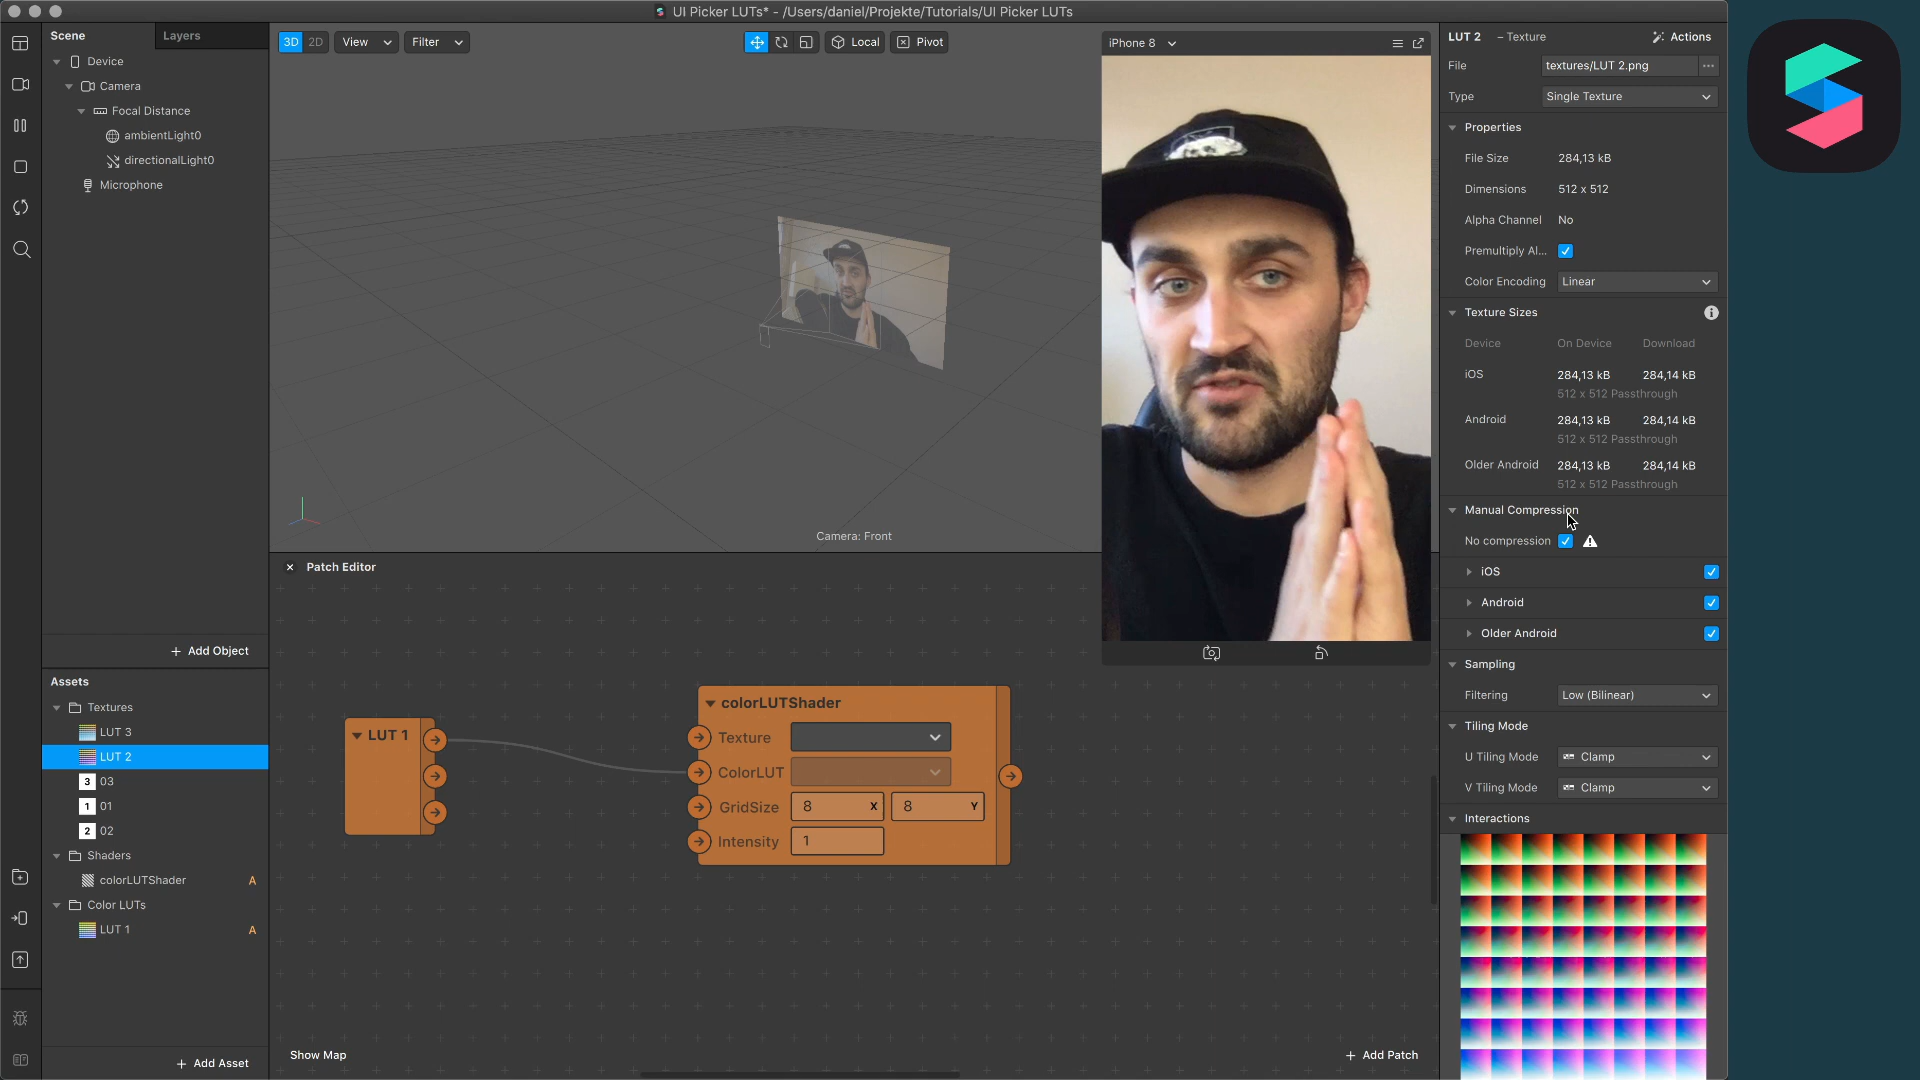 UI Picker LUTs* - /Users/daniel/Projekte/Tutorials/UI Picker LUTs
Scene
Layers
Device
Camera
Focal Distance
ambientLight0
directionalLight0
Microphone
+ Add Object
Assets
Textures
LUT 3
LUT 2
3 03
1 01
2 02
Shaders
colorLUTShader A
Color LUTs
LUT 1 A
+ Add Asset
3D 2D
View
Filter
Local
Pivot
Camera: Front
iPhone 8
Patch Editor
LUT 1
colorLUTShader
Texture
ColorLUT
GridSize 8 X 8 Y
Intensity 1
Show Map
+ Add Patch
LUT 2 – Texture
Actions
File textures/LUT 2.png ...
Type Single Texture
Properties
File Size 284,13 kB
Dimensions 512 x 512
Alpha Channel No
Premultiply Al...
Color Encoding Linear
Texture Sizes
Device On Device Download
iOS 284,13 kB 284,14 kB
512 x 512 Passthrough
Android 284,13 kB 284,14 kB
512 x 512 Passthrough
Older Android 284,13 kB 284,14 kB
512 x 512 Passthrough
Manual Compression
No compression
iOS
Android
Older Android
Sampling
Filtering Low (Bilinear)
Tiling Mode
U Tiling Mode Clamp
V Tiling Mode Clamp
Interactions